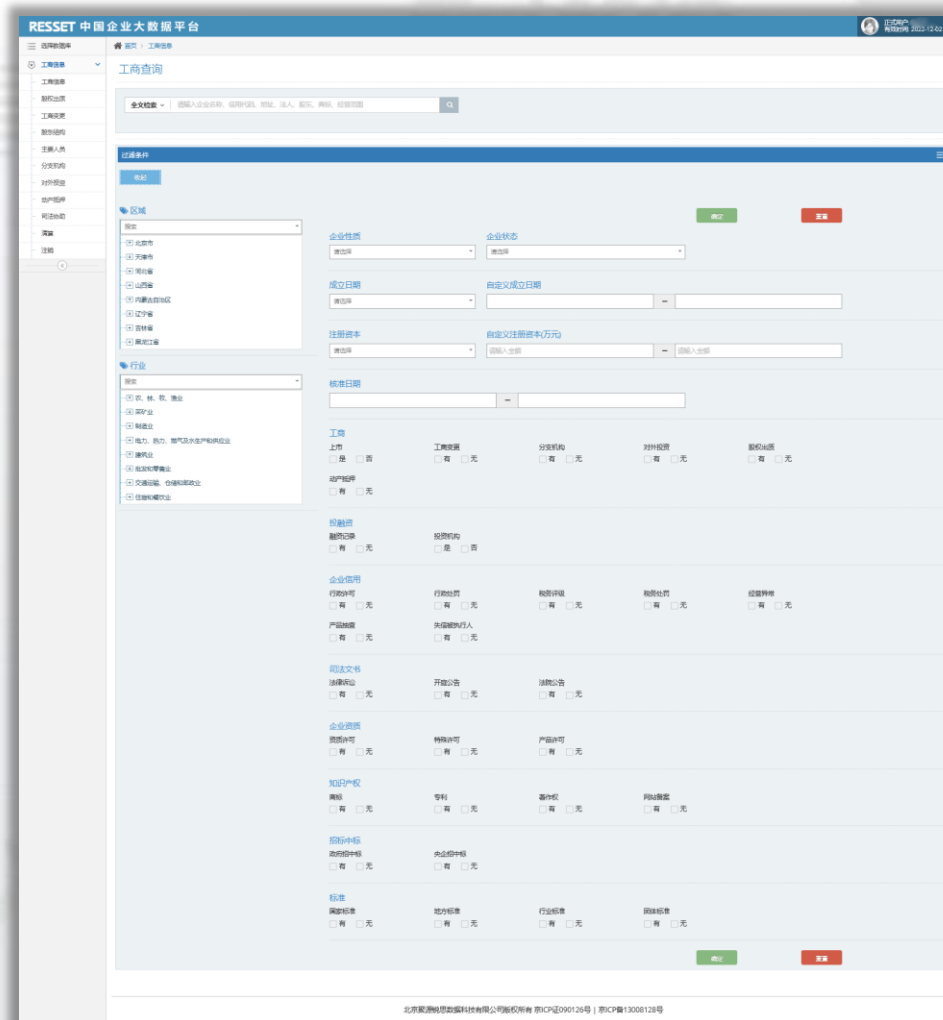 RESSET 中国企业大数据平台
正式用户
有效时间 2022-12-02
选择数据库
首页 › 工商信息
工商信息
工商信息
股权出质
工商变更
股东结构
主要人员
分支机构
对外投资
动产抵押
司法协助
清算
注销
工商查询
全文检索
请输入企业名称、信用代码、地址、法人、股东、商标、经营范围
过滤条件
收起
区域
搜索
北京市
天津市
河北省
山西省
内蒙古自治区
辽宁省
吉林省
黑龙江省
行业
搜索
农、林、牧、渔业
采矿业
制造业
电力、热力、燃气及水生产和供应业
建筑业
批发和零售业
交通运输、仓储和邮政业
住宿和餐饮业
确定 重置
企业性质 企业状态
请选择 请选择
成立日期 自定义成立日期
请选择 –
注册资本 自定义注册资本(万元)
请选择 请输入金额 – 请输入金额
核准日期
–
工商
上市 工商变更 分支机构 对外投资 股权出质
是 否 有 无 有 无 有 无 有 无
动产抵押
有 无
投融资
融资记录 投资机构
有 无 是 否
企业信用
行政许可 行政处罚 税务评级 税务处罚 经营异常
有 无 有 无 有 无 有 无 有 无
产品抽查 失信被执行人
有 无 有 无
司法文书
法律诉讼 开庭公告 法院公告
有 无 有 无 有 无
企业资质
资质许可 特殊许可 产品许可
有 无 有 无 有 无
知识产权
商标 专利 著作权 网站备案
有 无 有 无 有 无 有 无
招标中标
政府招中标 央企招中标
有 无 有 无
标准
国家标准 地方标准 行业标准 团体标准
有 无 有 无 有 无 有 无
确定 重置
北京聚源锐思数据科技有限公司版权所有 京ICP证090126号 | 京ICP备13008128号